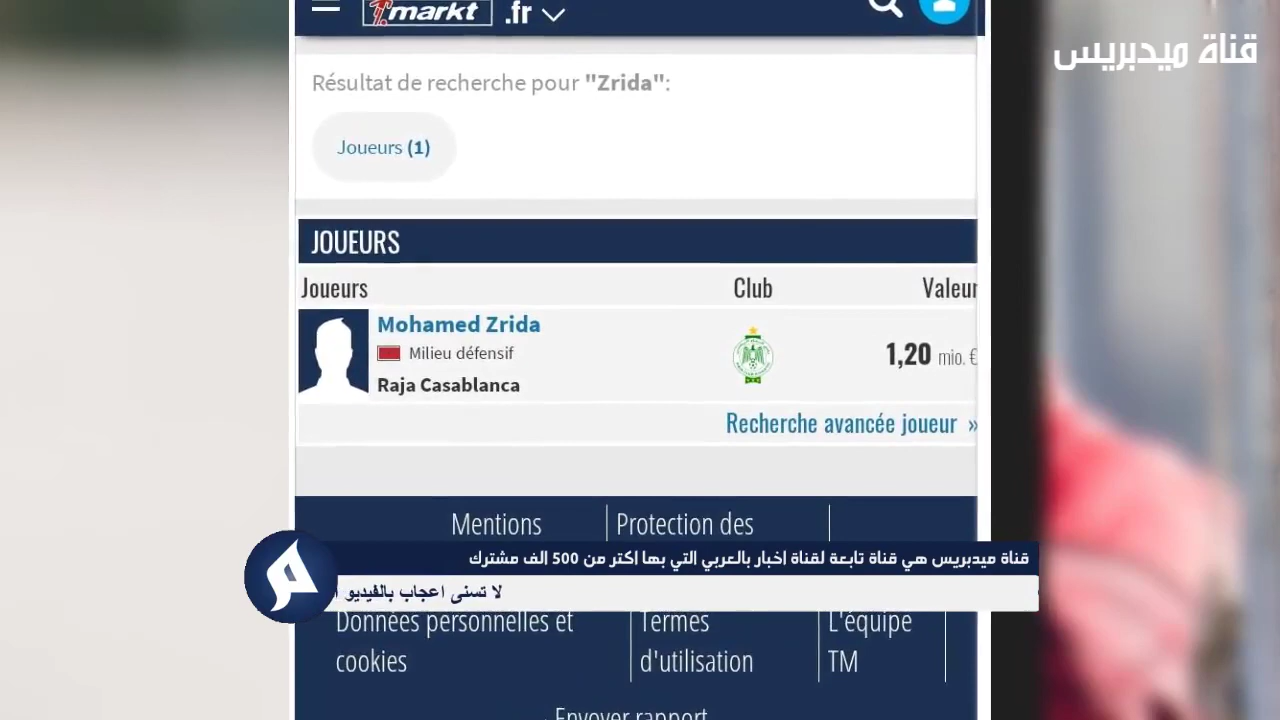 markt .fr
قناة ميدبريس
Résultat de recherche pour "Zrida":
Joueurs (1)
JOUEURS
Joueurs Club Valeur
Mohamed Zrida
Milieu défensif
Raja Casablanca
1,20 mio. €
Recherche avancée joueur »
Mentions
Protection des
قناة ميدبريس هي قناة تابعة لقناة اخبار بالعربي التي بها اكتر من 500 الف مشترك
لا تسنى اعجاب بالفيديو
Données personnelles et cookies
Termes d'utilisation
L'équipe TM
Envoyer rapport